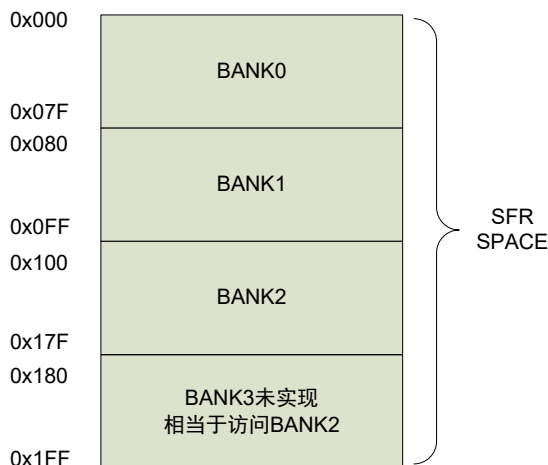 0x000
BANK0
0x07F
0x080
BANK1
0x0FF
0x100
BANK2
0x17F
0x180
BANK3未实现
相当于访问BANK2
0x1FF
SFR
SPACE